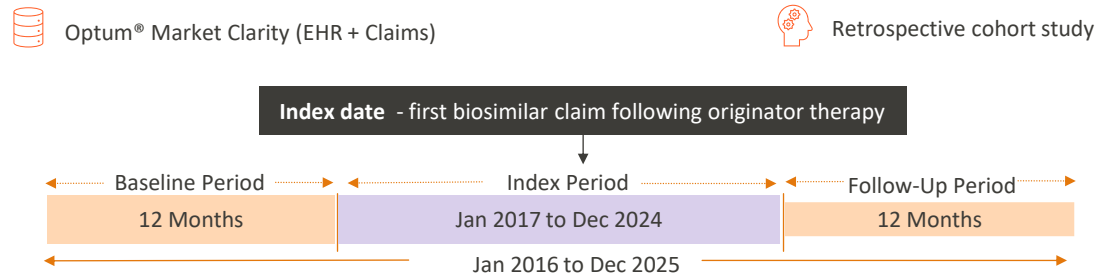 Optum® Market Clarity (EHR + Claims)
Retrospective cohort study
Index date - first biosimilar claim following originator therapy
Baseline Period
Index Period
Follow-Up Period
12 Months
Jan 2017 to Dec 2024
12 Months
Jan 2016 to Dec 2025